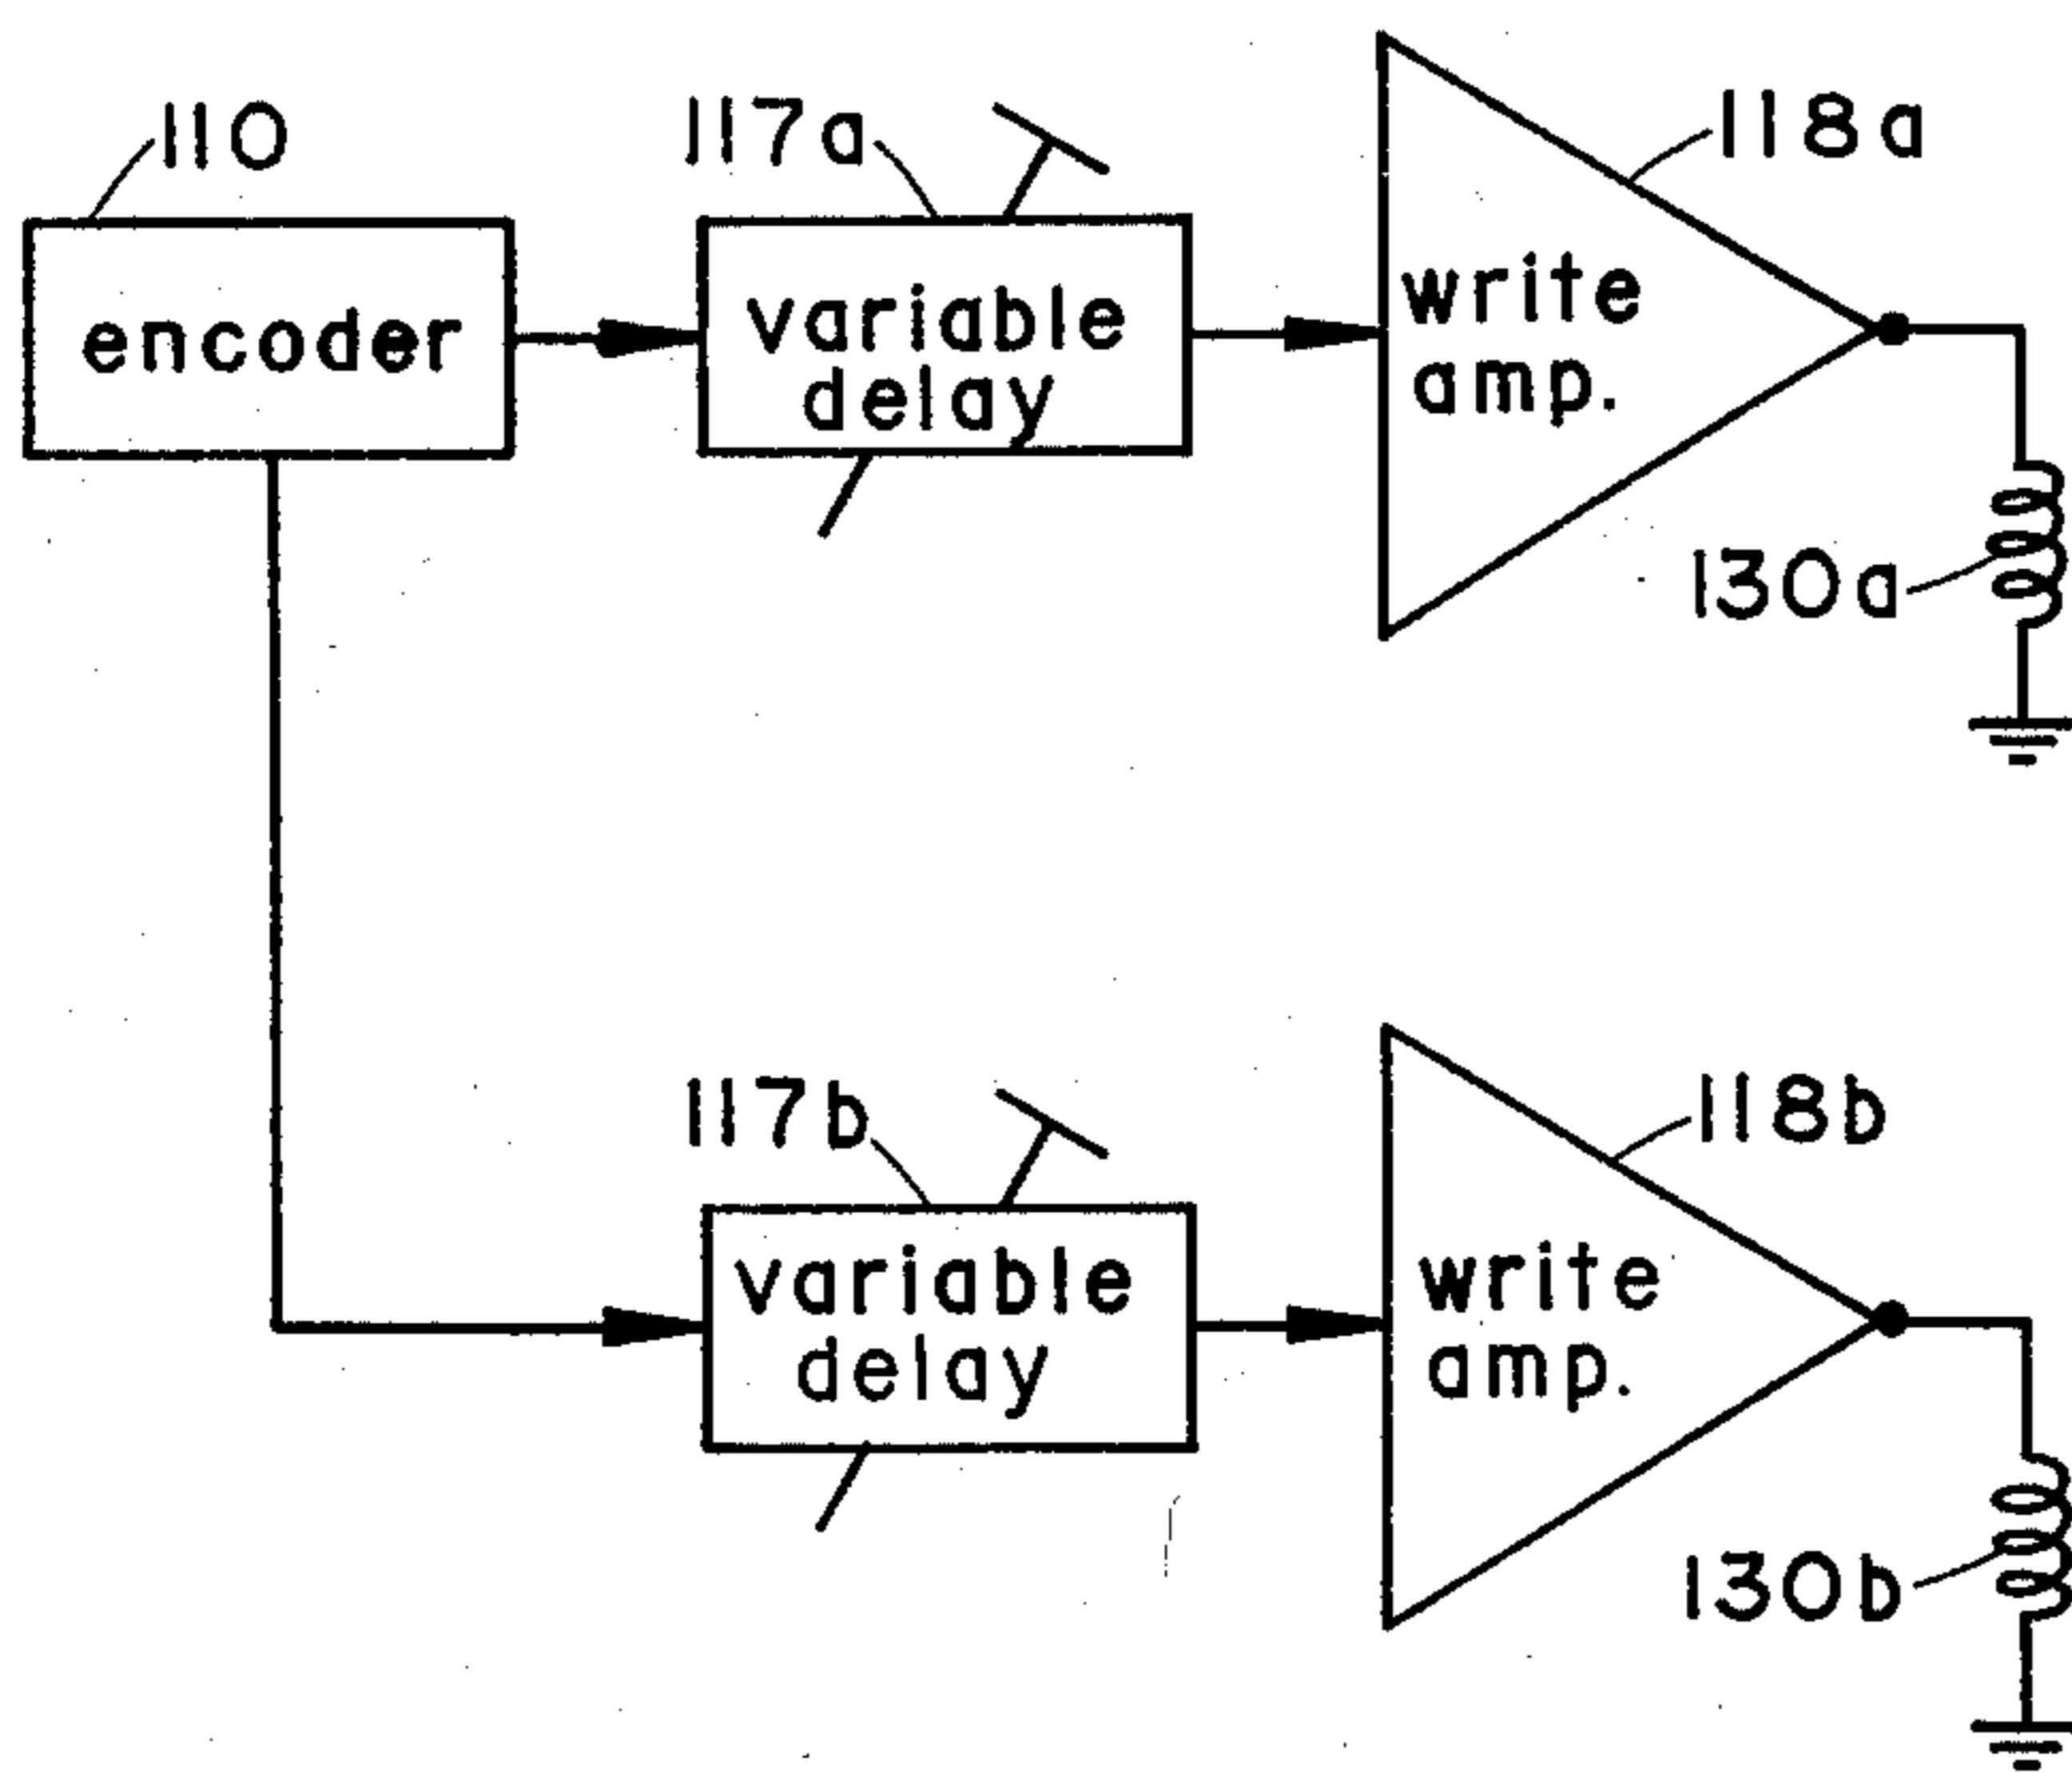 110
117a
118a
encoder
variable
delay
write
amp.
130a
117b
118b
variable
delay
write
amp.
130b